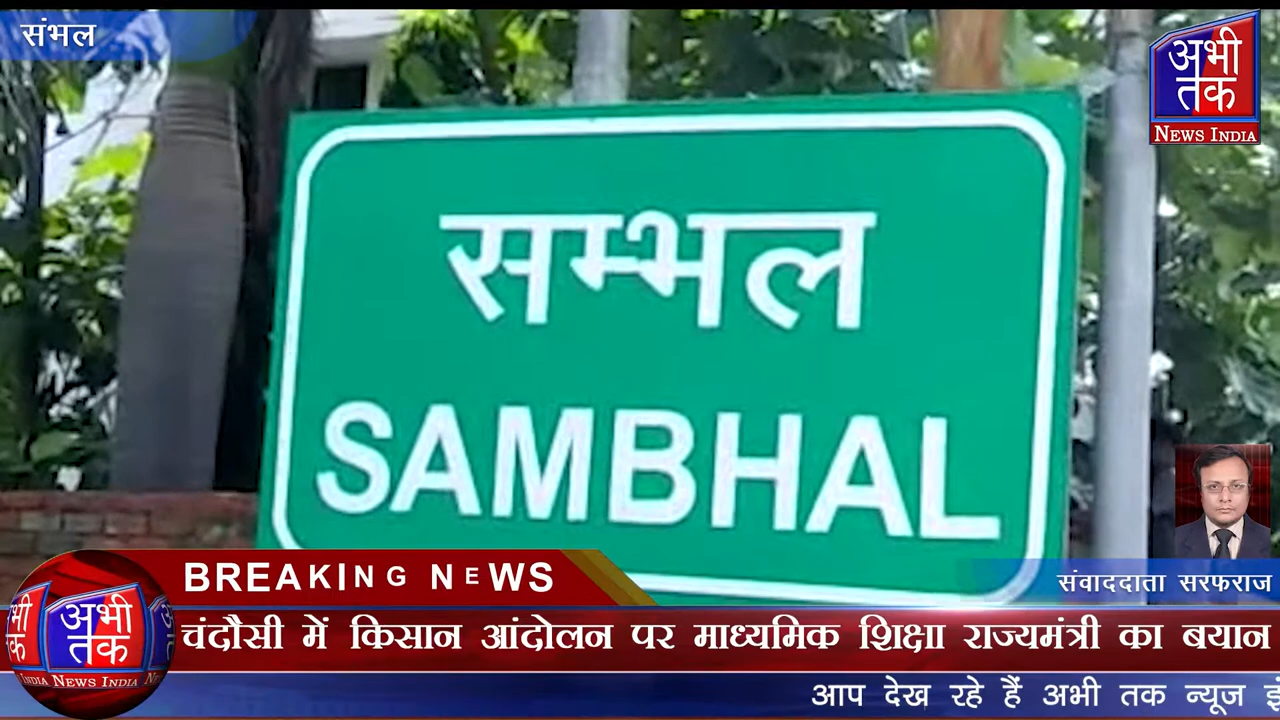 संभल
अभी
तक
NEWS INDIA
सम्भल
SAMBHAL
संवाददाता सरफराज
BREAKING NEWS
अभी
तक
INDIA NEWS INDIA
चंदौसी में किसान आंदोलन पर माध्यमिक शिक्षा राज्यमंत्री का बयान
आप देख रहे हैं अभी तक न्यूज